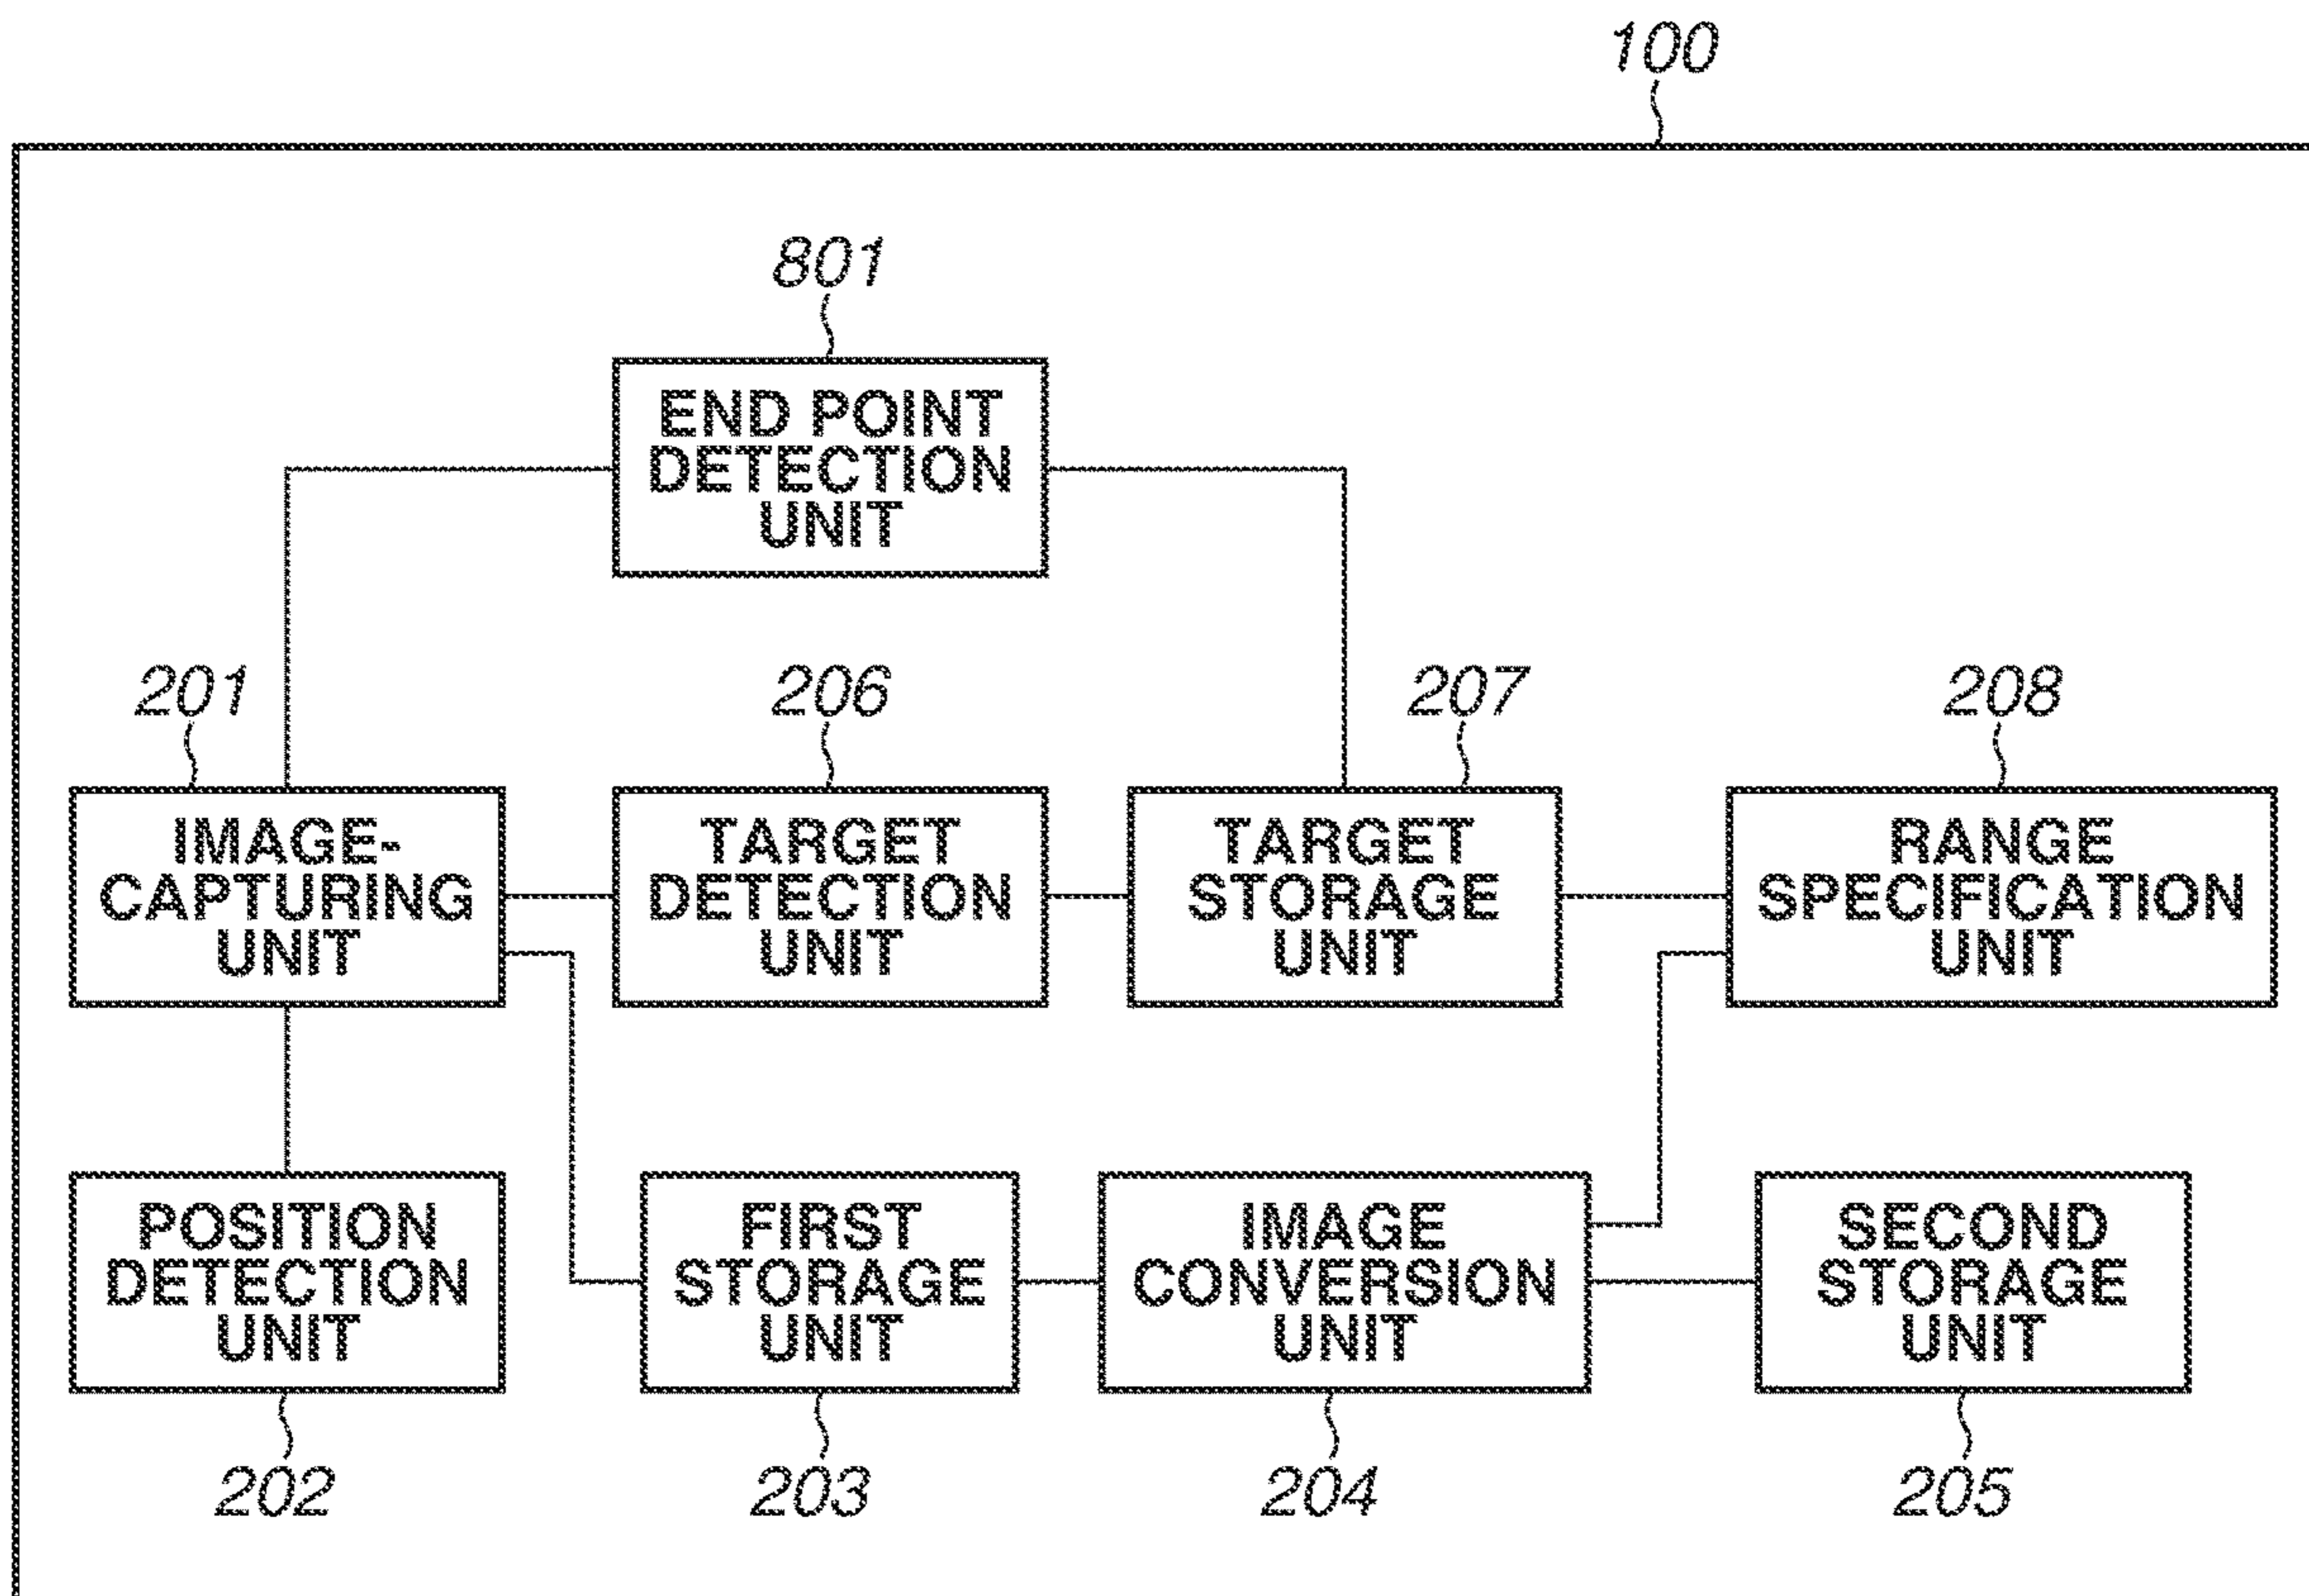 100
801
END POINT
DETECTION
UNIT
201
206
207
208
IMAGE-
CAPTURING
UNIT
TARGET
DETECTION
UNIT
TARGET
STORAGE
UNIT
RANGE
SPECIFICATION
UNIT
POSITION
DETECTION
UNIT
FIRST
STORAGE
UNIT
IMAGE
CONVERSION
UNIT
SECOND
STORAGE
UNIT
202
203
204
205